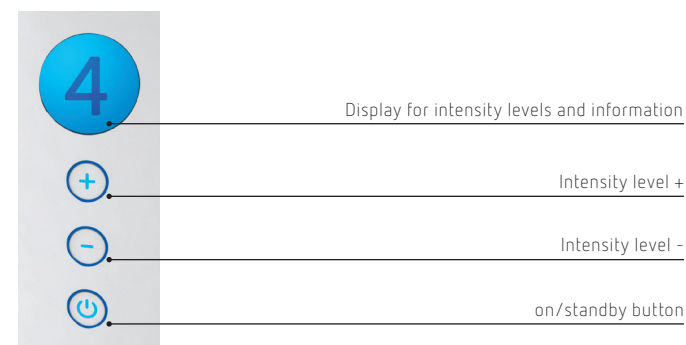 4
Display for intensity levels and information
+
Intensity level +
-
Intensity level -
on/standby button